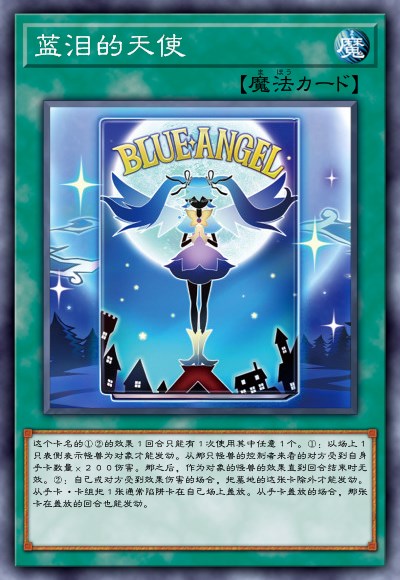 蓝泪的天使
魔
【魔法カード】
ま ほう
BLUE ANGEL
这个卡名的①②的效果1回合只能有1次使用其中任意1个。①：以场上1
只表侧表示怪兽为对象才能发动。从那只怪兽的控制者来看的对方受到自身
手卡数量×200伤害。那之后，作为对象的怪兽的效果直到回合结束时无
效。②：自己或对方受到效果伤害的场合，把墓地的这张卡除外才能发动。
从手卡·卡组把1张通常陷阱卡在自己场上盖放。从手卡盖放的场合，那张
卡在盖放的回合也能发动。